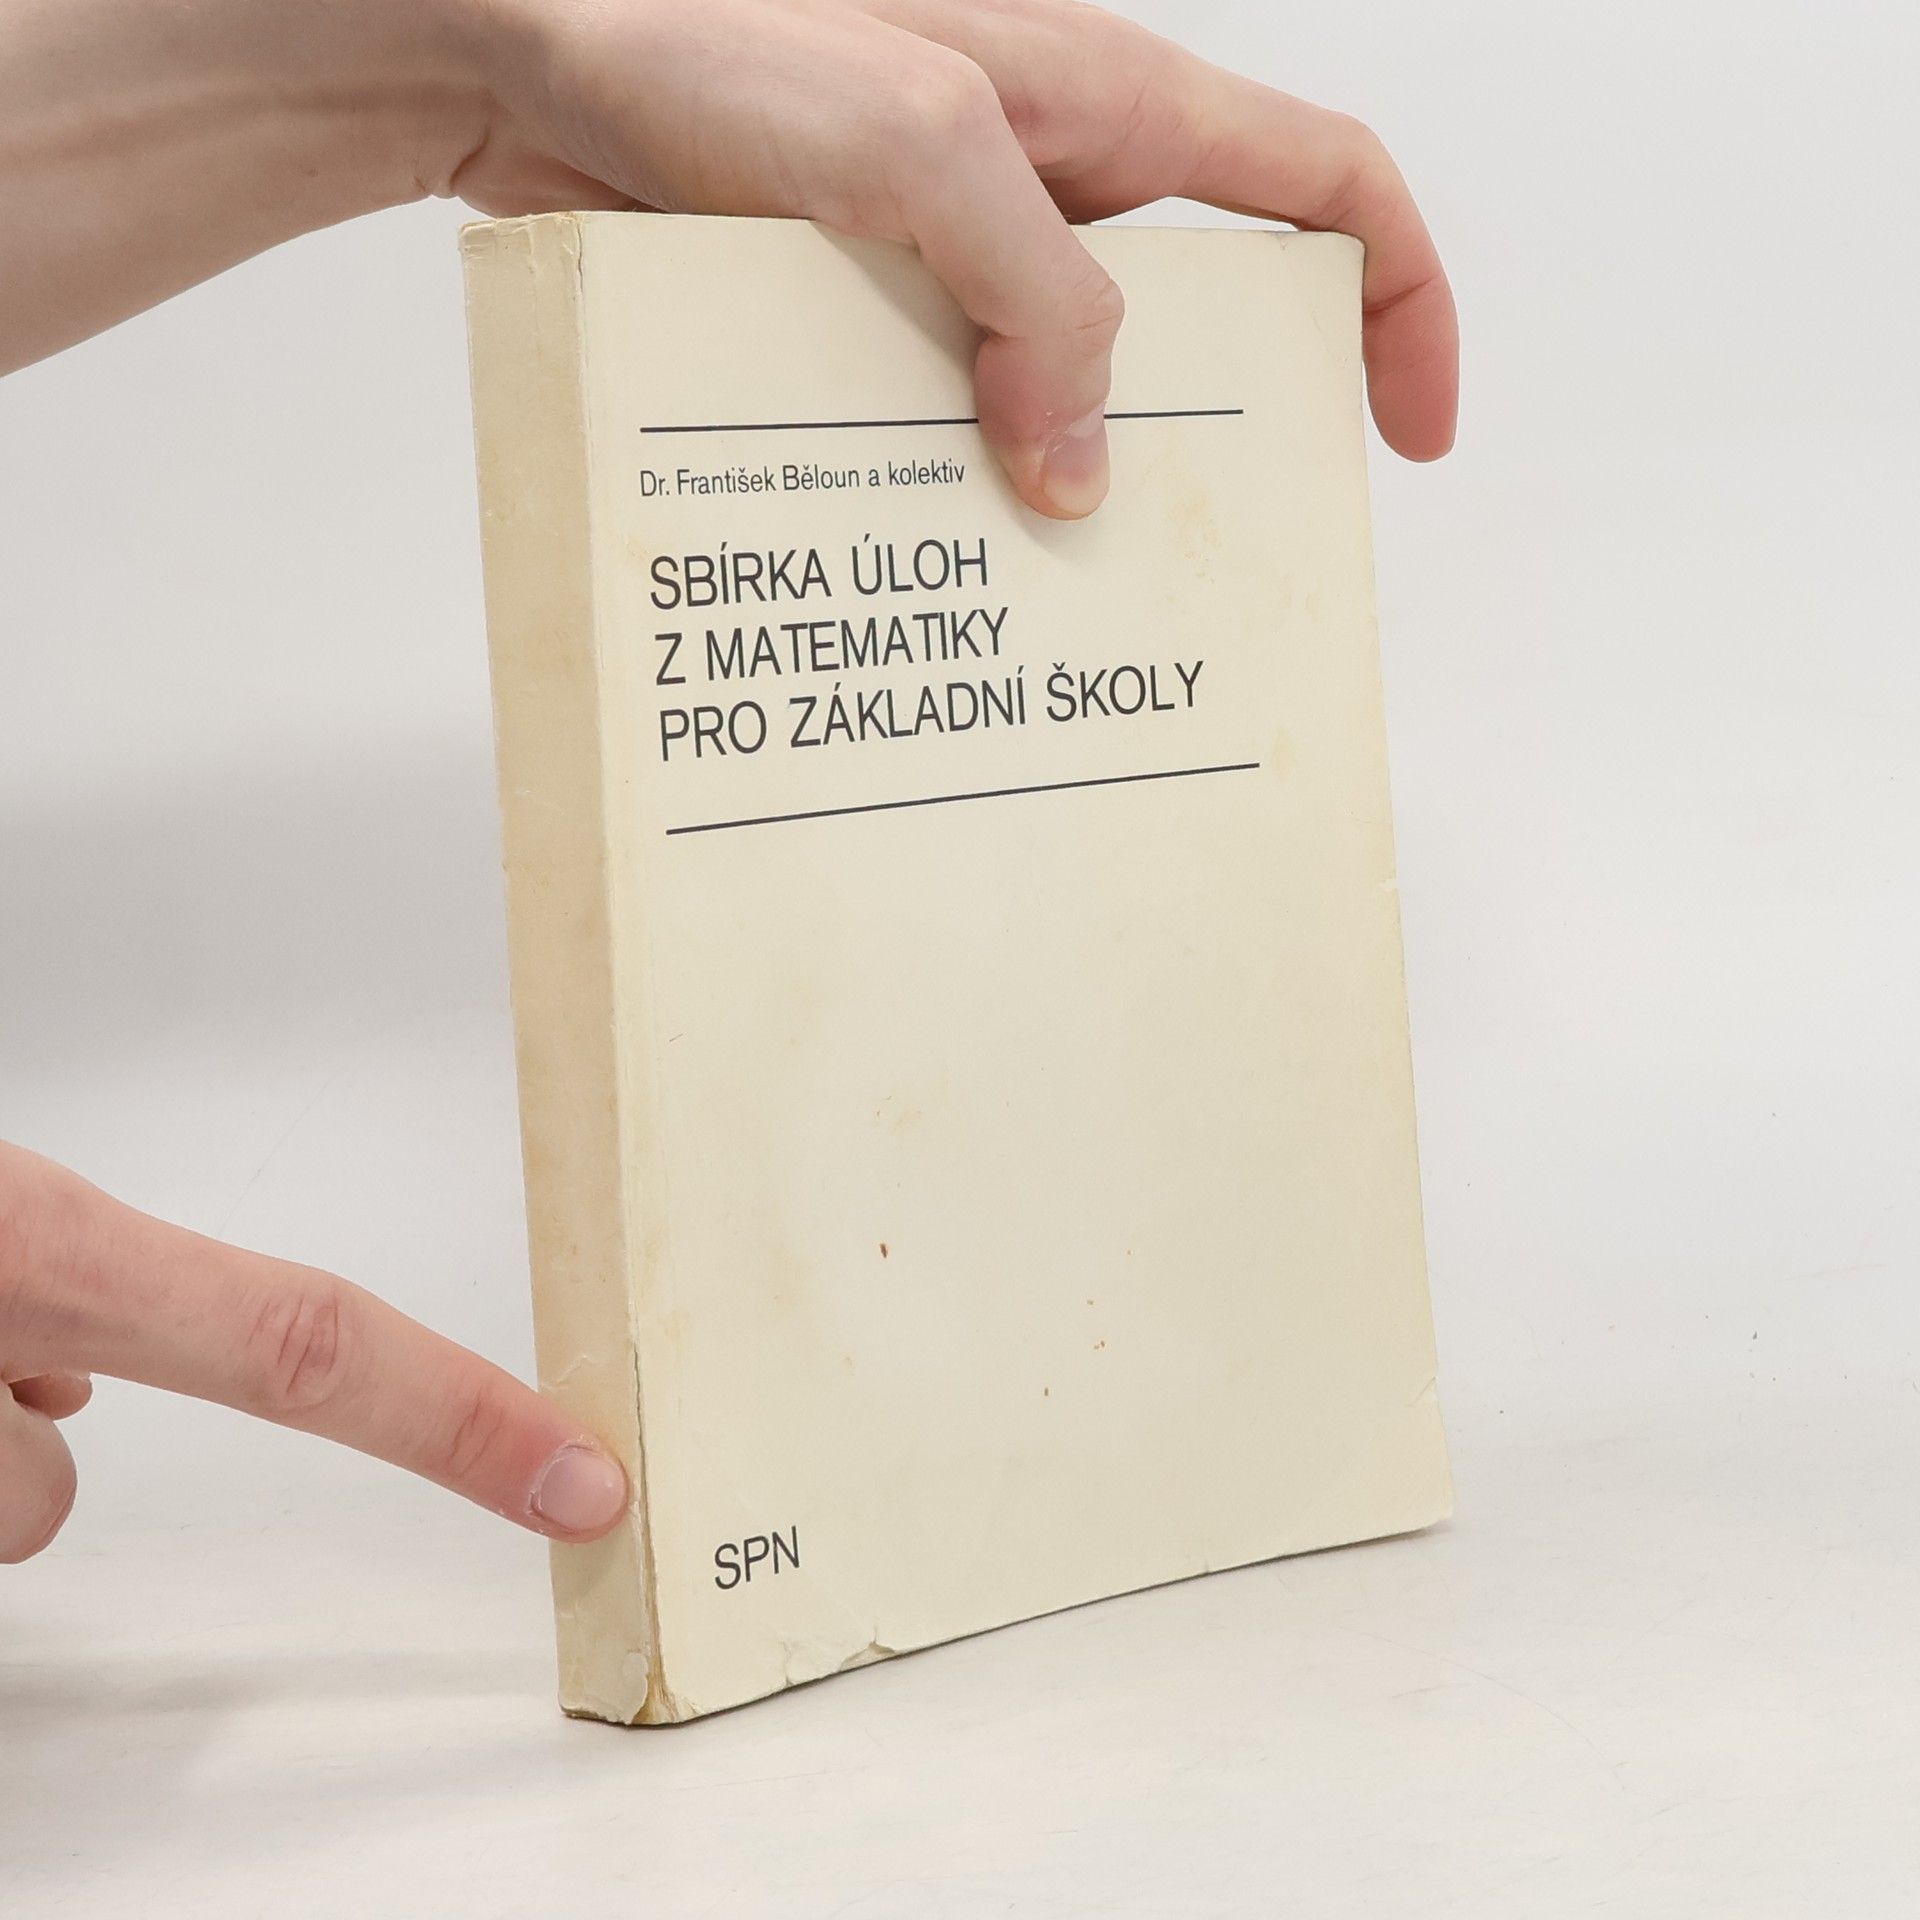 Dr. František Běloun a kolektiv
SBÍRKA ÚLOH
Z MATEMATIKY
PRO ZÁKLADNÍ ŠKOLY
SPN